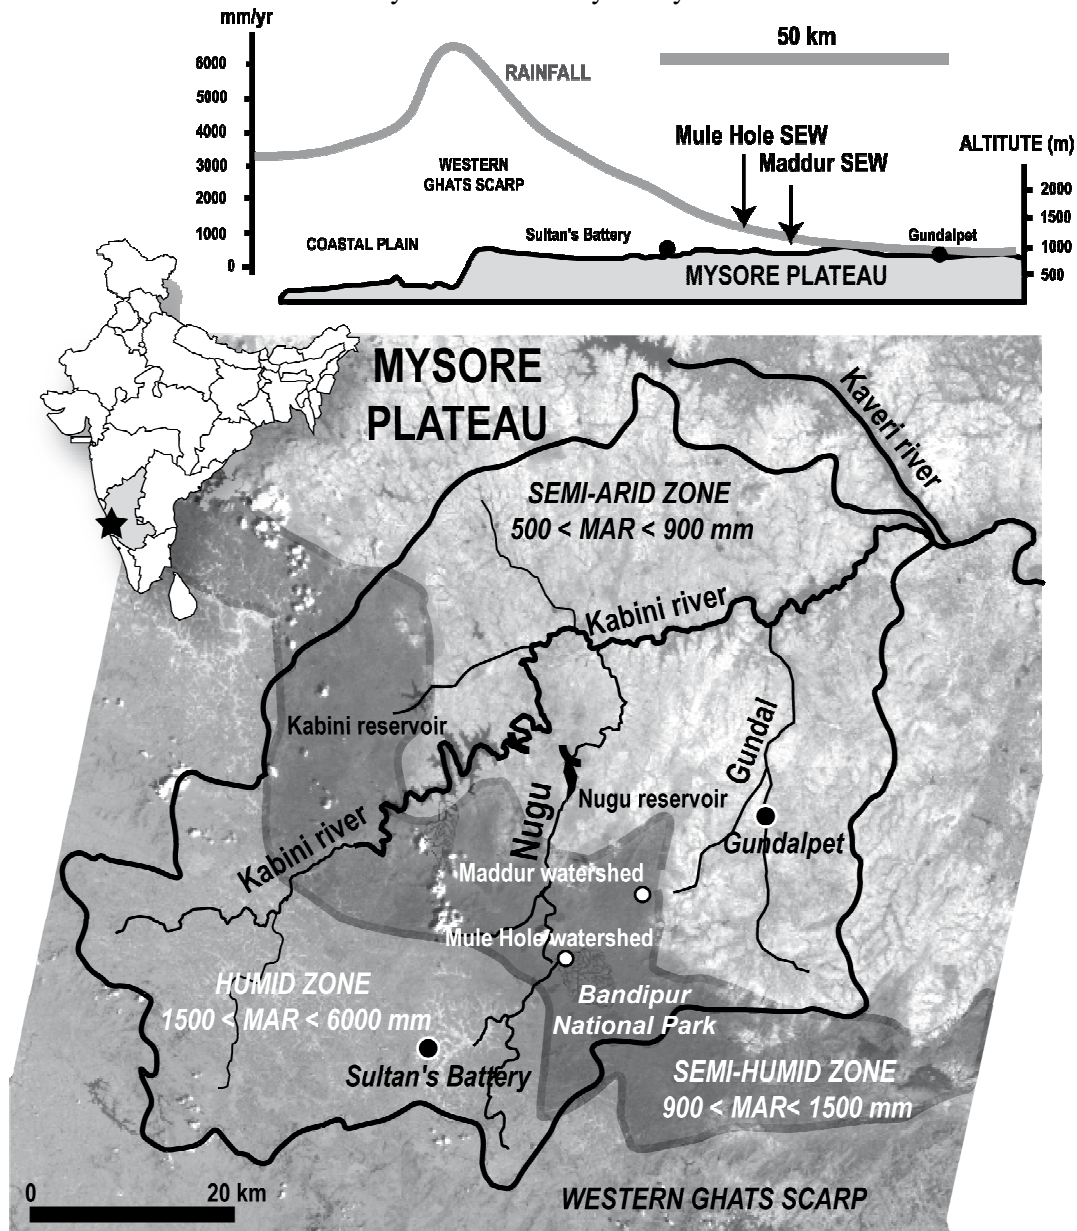 mm/yr
50 km
6000
RAINFALL
5000
4000
Mule Hole SEW
ALTITUTE (m)
3000
WESTERN
GHATS SCARP
Maddur SEW
2000
2000
1500
1000
COASTAL PLAIN
Sultan's Battery
Gundalpet
1000
0
MYSORE PLATEAU
500
MYSORE
PLATEAU
Kaveri river
SEMI-ARID ZONE
500 < MAR < 900 mm
Kabini river
Kabini reservoir
Gundal
Nugu
Nugu reservoir
Kabini river
Gundalpet
Maddur watershed
Mule Hole watershed
HUMID ZONE
1500 < MAR < 6000 mm
Bandipur
National Park
Sultan's Battery
SEMI-HUMID ZONE
900 < MAR< 1500 mm
0
20 km
WESTERN GHATS SCARP